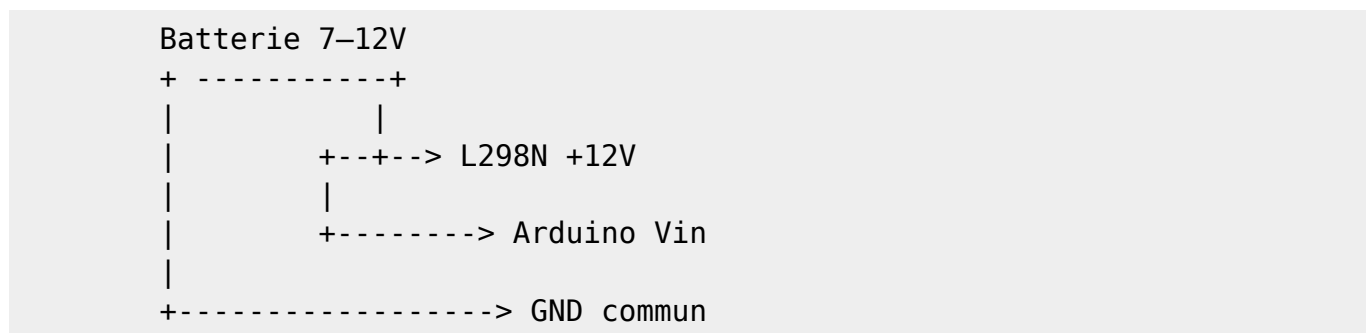 Batterie 7–12V
+ -----------+
|            |
|         +--+--> L298N +12V
|         |
|         +--------> Arduino Vin
|
+------------------> GND commun